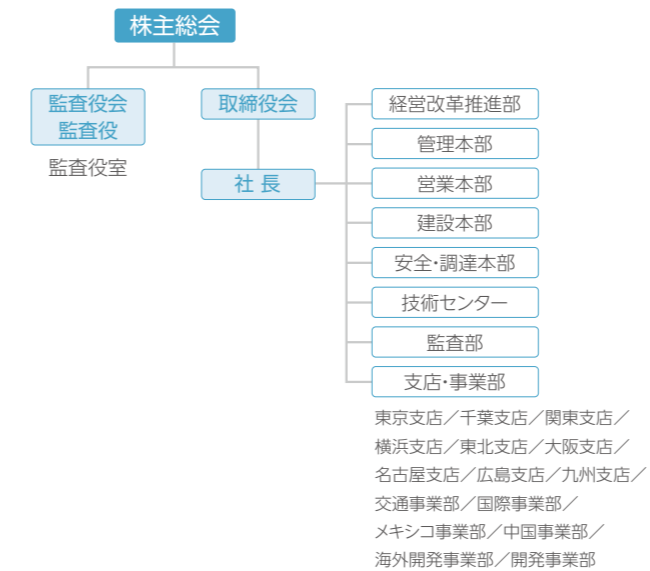 株主総会
監査役会
監査役
監査役室
取締役会
社 長
経営改革推進部
管理本部
営業本部
建設本部
安全・調達本部
技術センター
監査部
支店・事業部
東京支店／千葉支店／関東支店／
横浜支店／東北支店／大阪支店／
名古屋支店／広島支店／九州支店／
交通事業部／国際事業部／
メキシコ事業部／中国事業部／
海外開発事業部／開発事業部